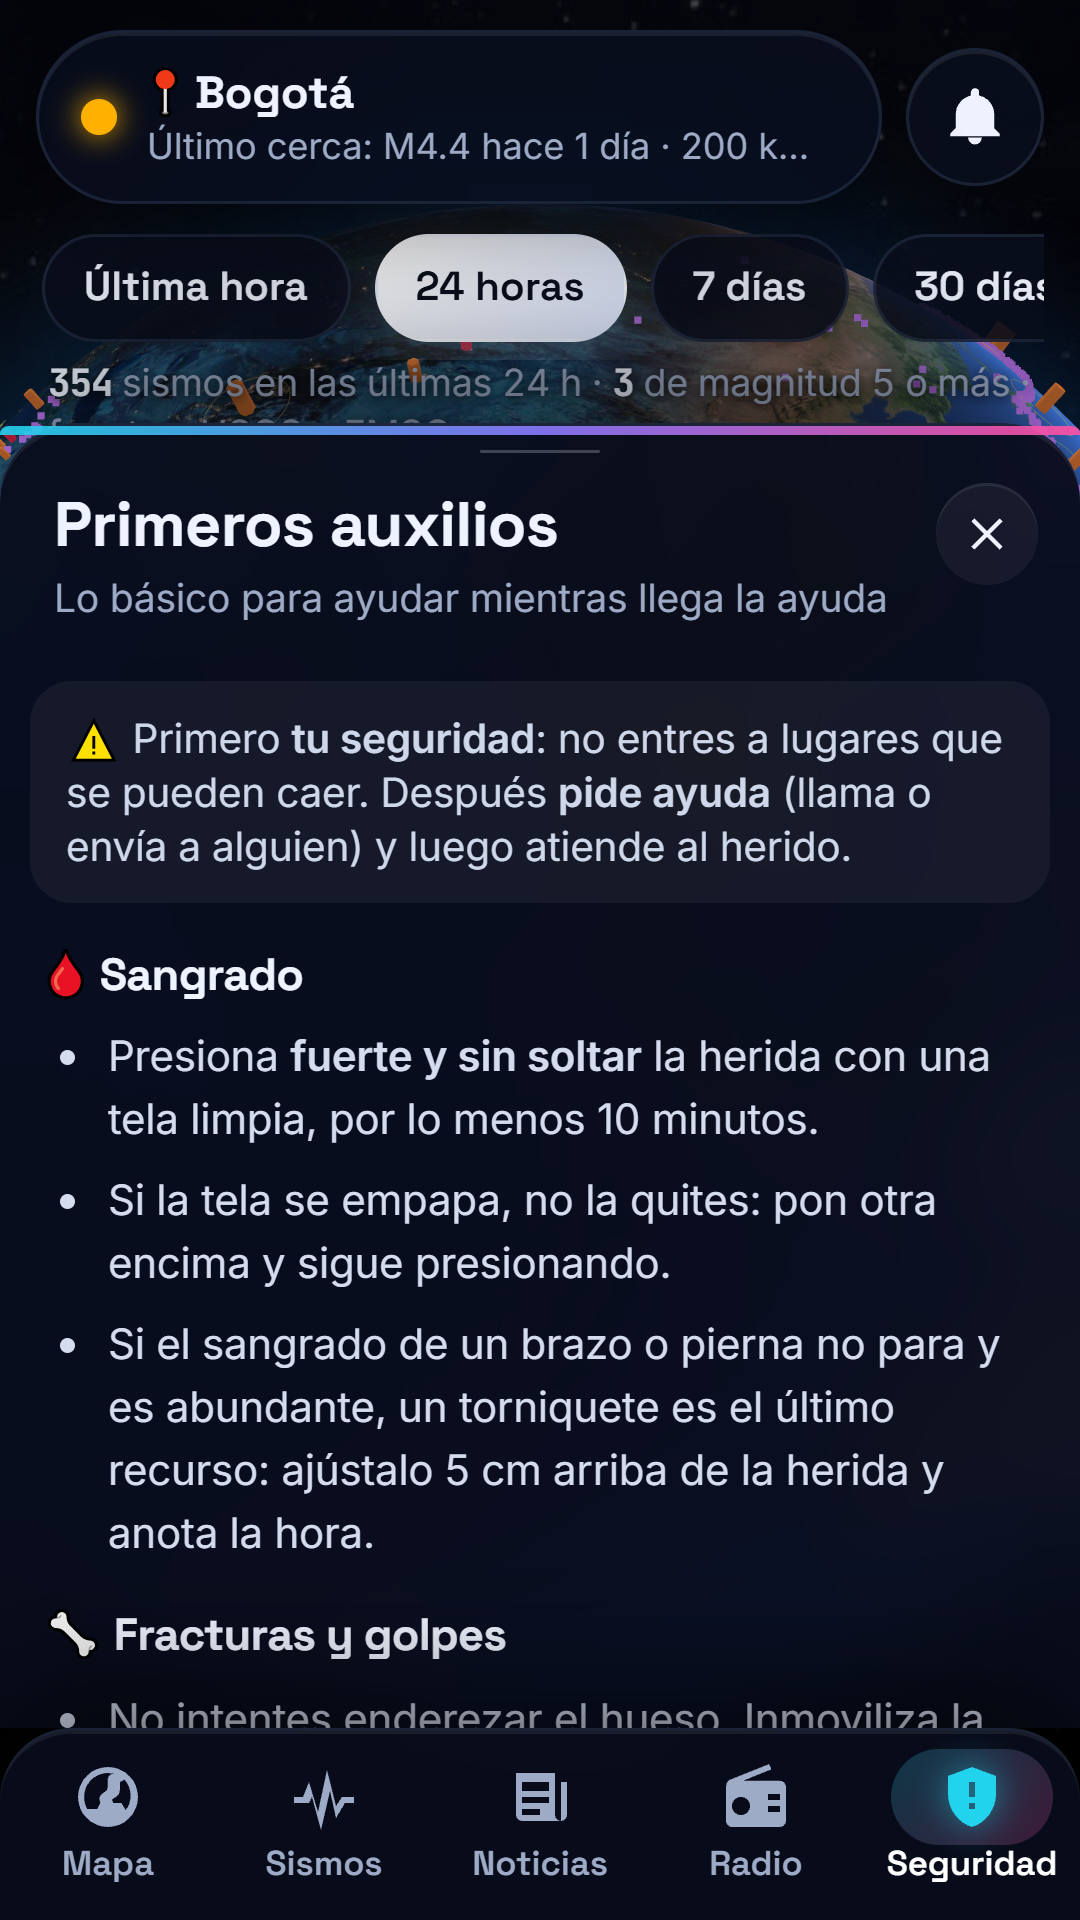 Bogotá
Último cerca: M4.4 hace 1 día · 200 k...
Última hora
24 horas
7 días
30 días
354 sismos en las últimas 24 h · 3 de magnitud 5 o más ·
Primeros auxilios
Lo básico para ayudar mientras llega la ayuda
Primero tu seguridad: no entres a lugares que
se pueden caer. Después pide ayuda (llama o
envía a alguien) y luego atiende al herido.
Sangrado
• Presiona fuerte y sin soltar la herida con una
tela limpia, por lo menos 10 minutos.
• Si la tela se empapa, no la quites: pon otra
encima y sigue presionando.
• Si el sangrado de un brazo o pierna no para y
es abundante, un torniquete es el último
recurso: ajústalo 5 cm arriba de la herida y
anota la hora.
Fracturas y golpes
• No intentes enderezar el hueso. Inmoviliza la
Mapa
Sismos
Noticias
Radio
Seguridad